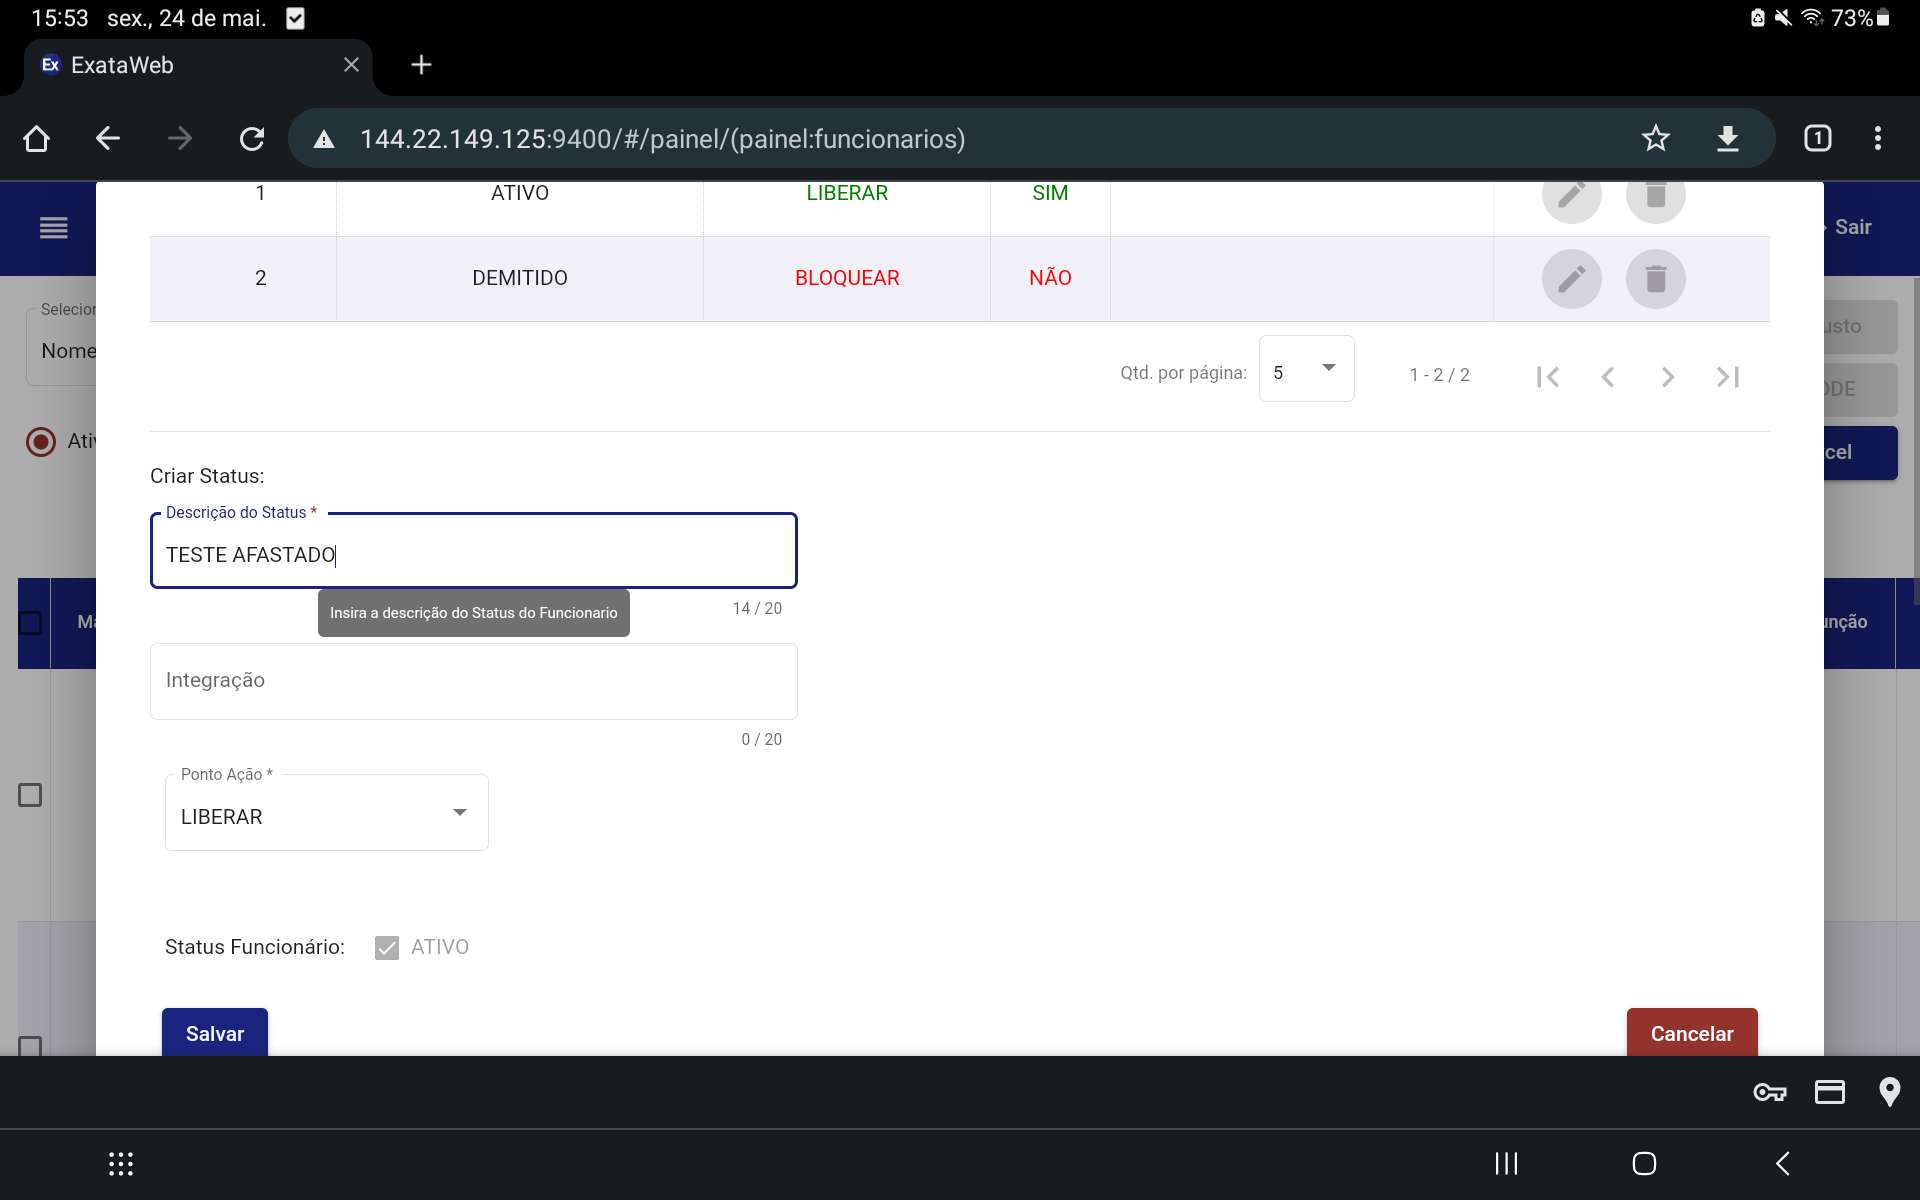 15:53 sex., 24 de mai. 73%
Ex ExataWeb
144.22.149.125:9400/#/painel/(painel:funcionarios) 1
1 ATIVO LIBERAR SIM
Sair
2 DEMITIDO BLOQUEAR NÃO
Selecion
Nome
usto
Qtd. por página: 5 1 - 2 / 2
ODE
Ativ
cel
Criar Status:
Descrição do Status *
TESTE AFASTADO
Insira a descrição do Status do Funcionario
14 / 20
Ma
unção
Integração
0 / 20
Ponto Ação *
LIBERAR
Status Funcionário: ATIVO
Salvar Cancelar